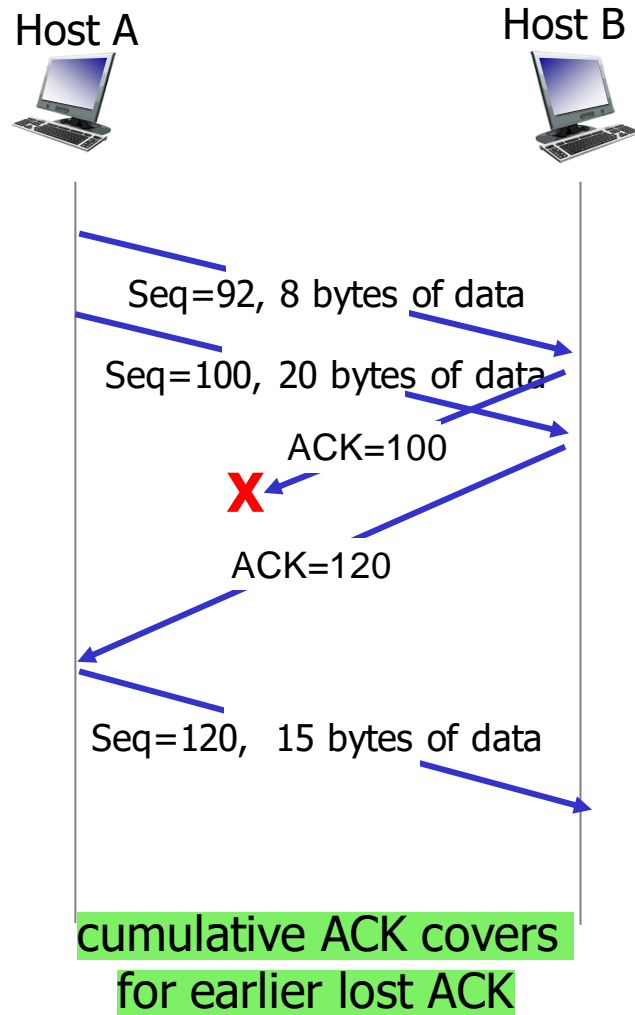 Host A
Host B
Seq=92, 8 bytes of data
Seq=100, 20 bytes of data
ACK=100
X
ACK=120
Seq=120, 15 bytes of data
cumulative ACK covers
for earlier lost ACK